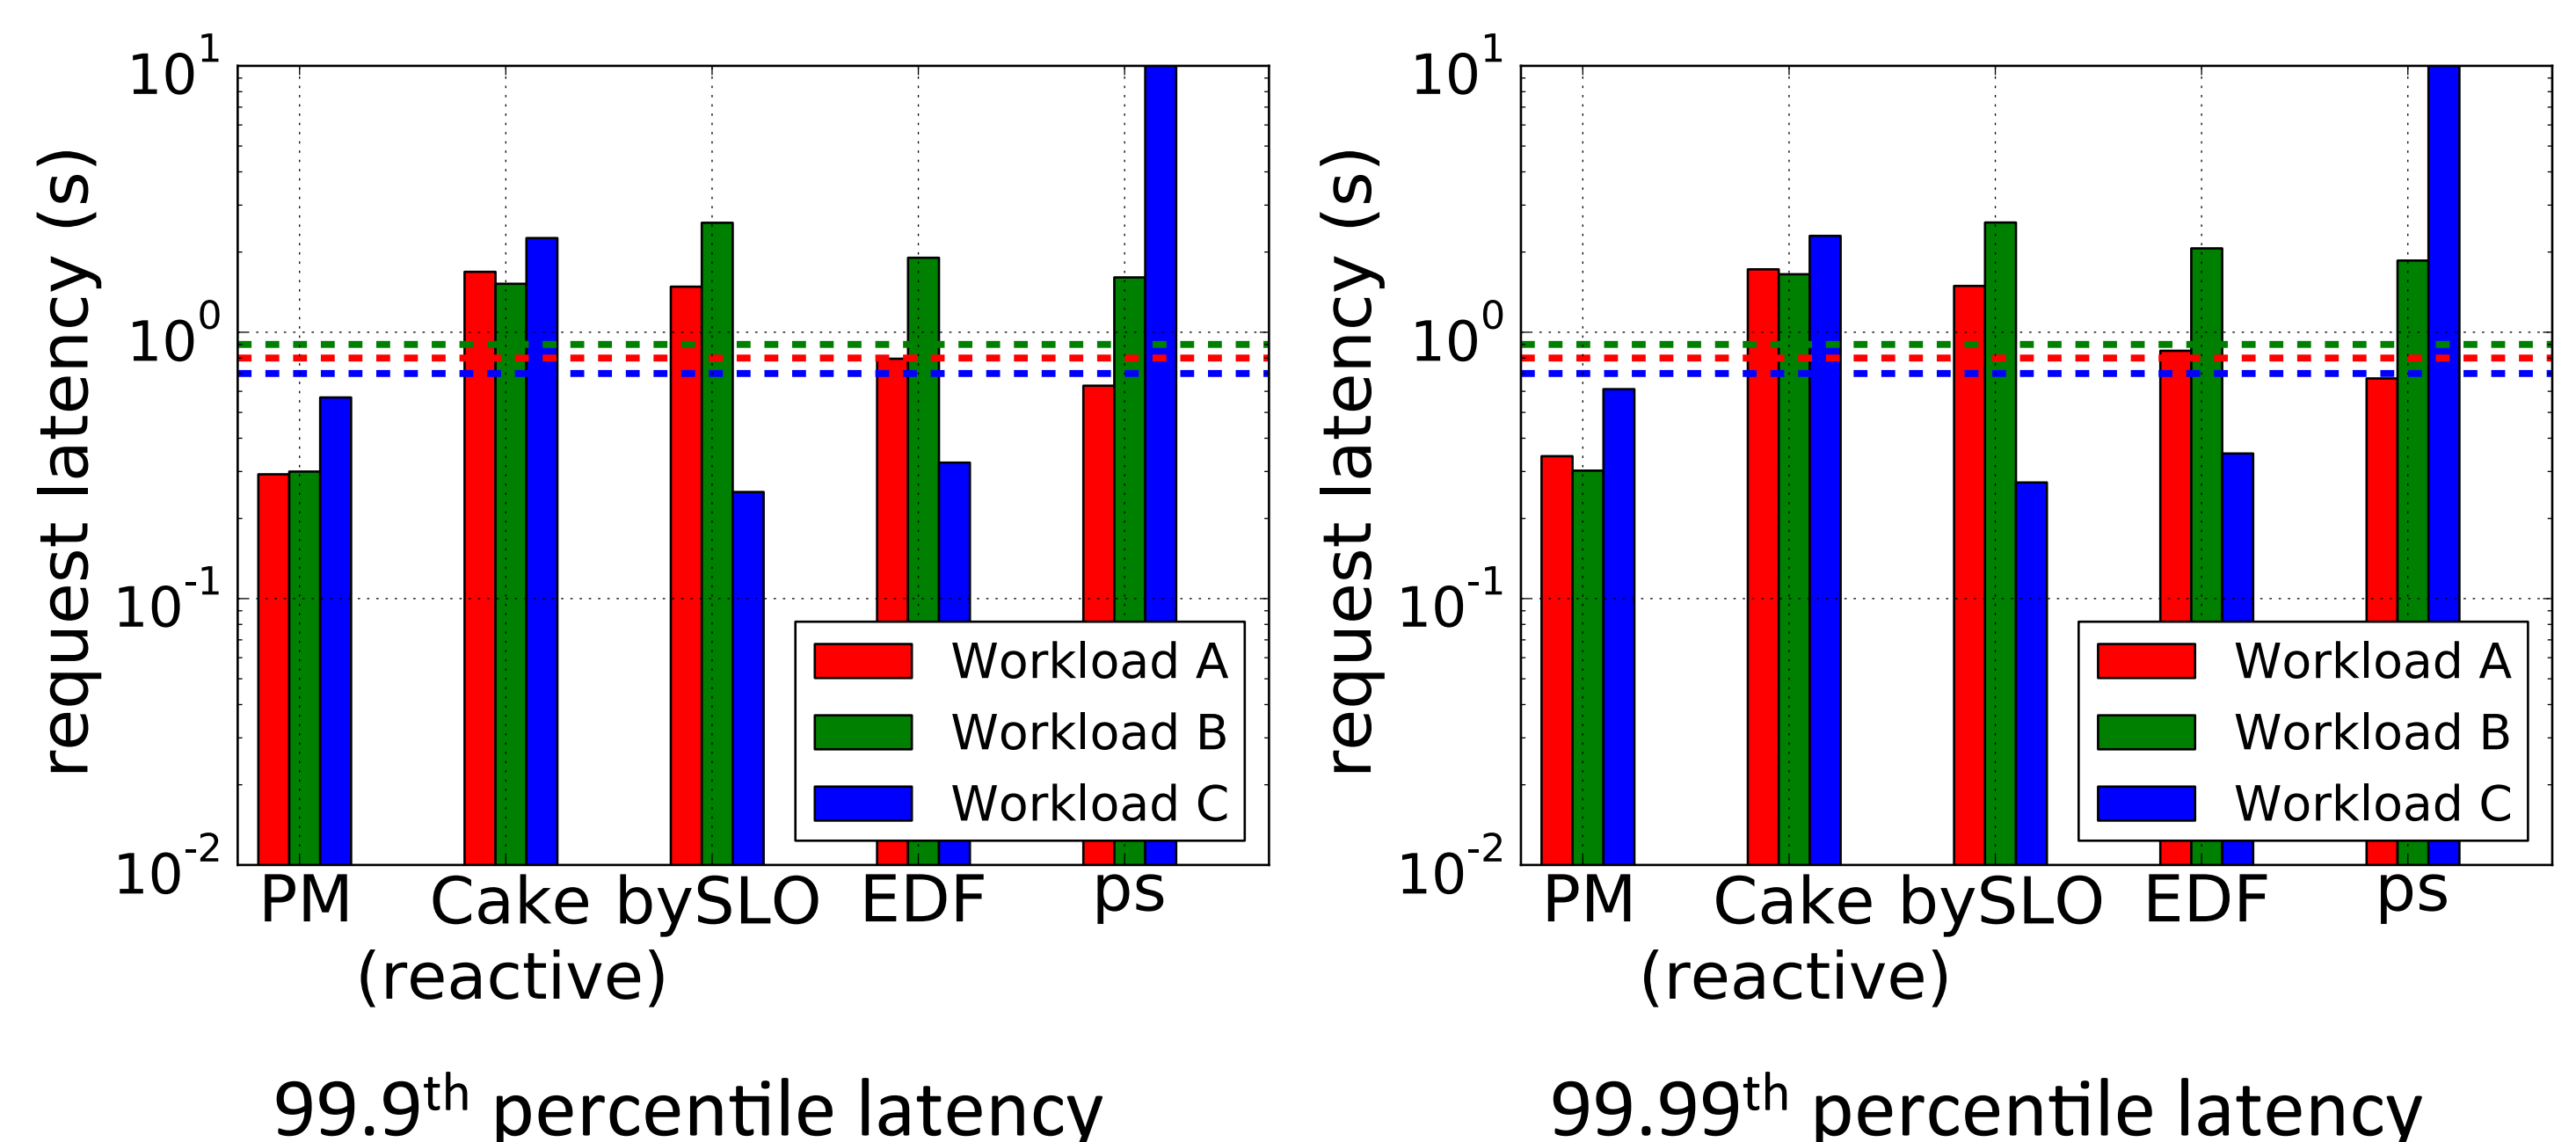 request latency (s)
10^1
10^0
10^-1
10^-2
Workload A
Workload B
Workload C
PM Cake bySLO EDF ps
(reactive)
99.9th percentile latency
request latency (s)
10^1
10^0
10^-1
10^-2
Workload A
Workload B
Workload C
PM Cake bySLO EDF ps
(reactive)
99.99th percentile latency